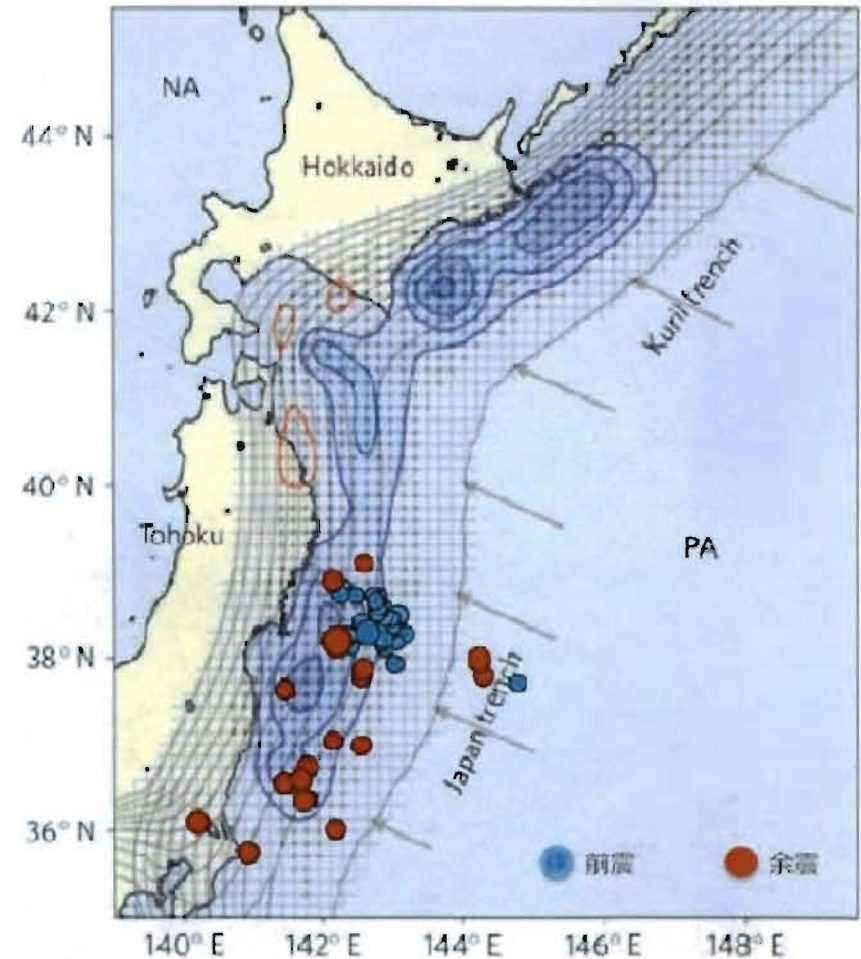 NA
44° N
Hokkaido
42° N
Kuril trench
40° N
Tohoku
PA
38° N
Japan trench
36° N
前震
余震
140° E
142° E
144° E
146° E
148° E